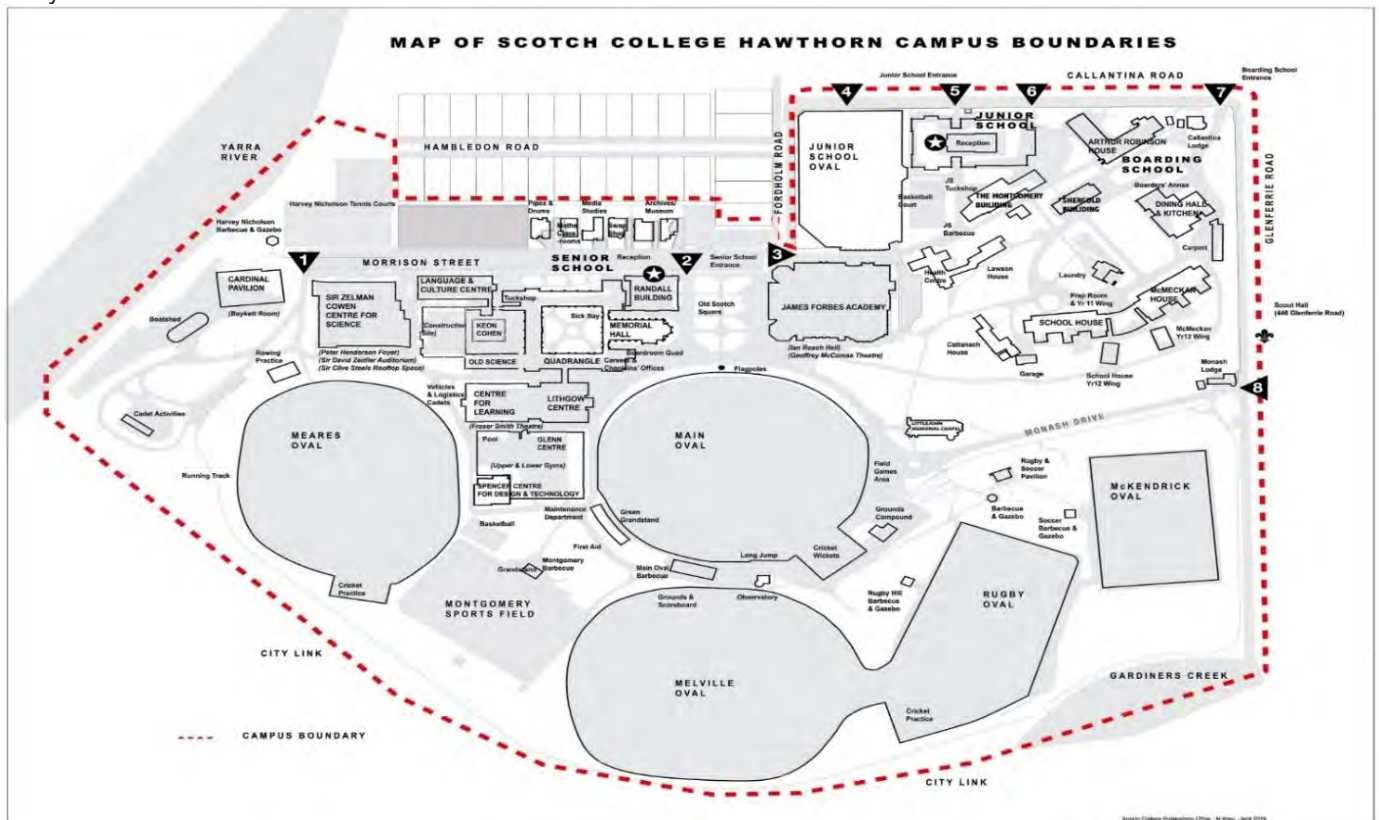 MAP OF SCOTCH COLLEGE HAWTHORN CAMPUS BOUNDARIES
Junior School Entrance
CALLANTINA ROAD
Boarding School
Entrance
4
5
6
7
YARRA
RIVER
HAMBLEDON ROAD
FORDHOLM ROAD
JUNIOR
SCHOOL
OVAL
JUNIOR
SCHOOL
Reception
ARTHUR ROBINSON
HOUSE
Callantina
Lodge
BOARDING
SCHOOL
GLENFERRIE ROAD
Harvey Nicholson Tennis Courts
Pipes &
Drums
Media
Studies
Archives/
Museum
Maths
Class-
rooms
Swap
Shop
Basketball
Court
JS
Tuckshop
THE MONTGOMERY
BUILDING
SHERGOLD
BUILDING
Boarders' Annex
DINING HALL
& KITCHEN
JS
Barbecue
Carport
Harvey Nicholson
Barbecue & Gazebo
1
MORRISON STREET
SENIOR
SCHOOL
Reception
2
Senior School
Entrance
3
Health
Centre
Lawson
House
Laundry
CARDINAL
PAVILION
(Boykett Room)
SIR ZELMAN
COWEN
CENTRE FOR
SCIENCE
LANGUAGE &
CULTURE CENTRE
Tuckshop
RANDALL
BUILDING
Old Scotch
Square
JAMES FORBES ACADEMY
Prep Room
& Yr 11 Wing
McMECKAN
HOUSE
Boatshed
(Construction
Site)
KEON
COHEN
Sick Bay
MEMORIAL
HALL
SCHOOL HOUSE
Scout Hall
(446 Glenferrie Road)
McMeckan
Yr12 Wing
(Peter Henderson Foyer)
(Sir David Zeidler Auditorium)
(Sir Clive Steele Rooftop Space)
OLD SCIENCE
QUADRANGLE
Boardroom Quad
Careers &
Chaplains' Offices
(Ian Roach Hall)
(Geoffrey McComas Theatre)
Cattanach
House
Garage
School House
Yr12 Wing
Monash
Lodge
Rowing
Practice
Flagpoles
8
Vehicles
& Logistics
Cadets
CENTRE
FOR
LEARNING
LITHGOW
CENTRE
(Fraser Smith Theatre)
Cadet Activities
MEARES
OVAL
Pool
GLENN
CENTRE
(Upper & Lower Gyms)
MAIN
OVAL
LITTLEJOHN
MEMORIAL CHAPEL
MONASH DRIVE
Running Track
SPENCER CENTRE
FOR DESIGN & TECHNOLOGY
Field
Games
Area
Rugby &
Soccer
Pavilion
McKENDRICK
OVAL
Maintenance
Department
Green
Grandstand
Grounds
Compound
Barbecue
& Gazebo
Soccer
Barbecue &
Gazebo
Basketball
First Aid
Cricket
Wickets
Long Jump
Grandstand
Montgomery
Barbecue
Main Oval
Barbecue
Cricket
Practice
MONTGOMERY
SPORTS FIELD
Grounds &
Scoreboard
Observatory
Rugby Hill
Barbecue
& Gazebo
RUGBY
OVAL
CITY LINK
MELVILLE
OVAL
GARDINERS CREEK
Cricket
Practice
CAMPUS BOUNDARY
CITY LINK